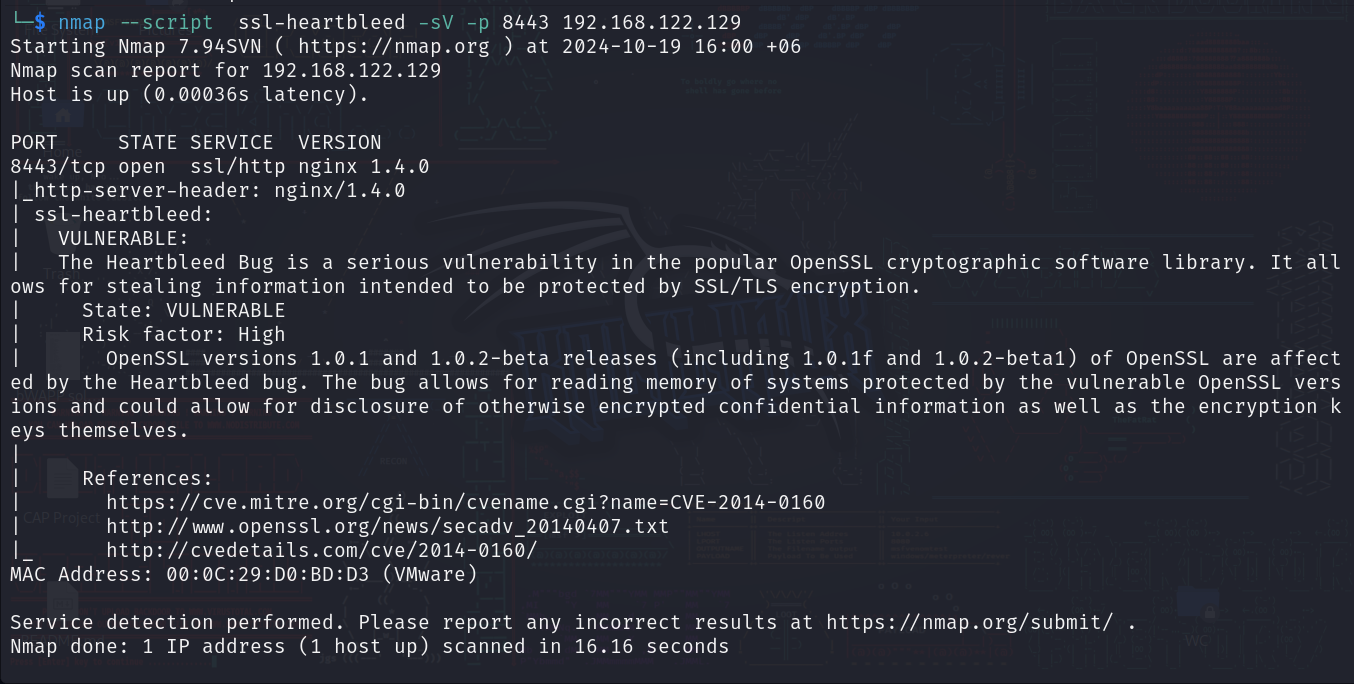 └─$ nmap --script  ssl-heartbleed -sV -p 8443 192.168.122.129
Starting Nmap 7.94SVN ( https://nmap.org ) at 2024-10-19 16:00 +06
Nmap scan report for 192.168.122.129
Host is up (0.00036s latency).
PORT     STATE SERVICE  VERSION
8443/tcp open  ssl/http nginx 1.4.0
|_http-server-header: nginx/1.4.0
| ssl-heartbleed:
|   VULNERABLE:
|   The Heartbleed Bug is a serious vulnerability in the popular OpenSSL cryptographic software library. It all
ows for stealing information intended to be protected by SSL/TLS encryption.
|     State: VULNERABLE
|     Risk factor: High
|       OpenSSL versions 1.0.1 and 1.0.2-beta releases (including 1.0.1f and 1.0.2-beta1) of OpenSSL are affect
ed by the Heartbleed bug. The bug allows for reading memory of systems protected by the vulnerable OpenSSL vers
ions and could allow for disclosure of otherwise encrypted confidential information as well as the encryption k
eys themselves.
|
|     References:
|       https://cve.mitre.org/cgi-bin/cvename.cgi?name=CVE-2014-0160
|       http://www.openssl.org/news/secadv_20140407.txt
|_      http://cvedetails.com/cve/2014-0160/
MAC Address: 00:0C:29:D0:BD:D3 (VMware)
Service detection performed. Please report any incorrect results at https://nmap.org/submit/ .
Nmap done: 1 IP address (1 host up) scanned in 16.16 seconds